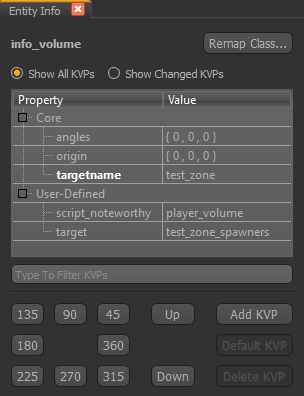 Entity Info
info_volume
Remap Class...
Show All KVPs Show Changed KVPs
Property Value
Core
angles { 0 , 0 , 0 }
origin { 0 , 0 , 0 }
targetname test_zone
User-Defined
script_noteworthy player_volume
target test_zone_spawners
Type To Filter KVPs
135 90 45 Up Add KVP
180 360 Default KVP
225 270 315 Down Delete KVP